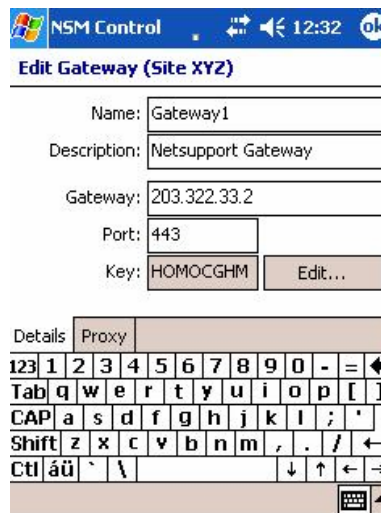 NSM Control 12:32 ok
Edit Gateway (Site XYZ)
Name: Gateway1
Description: Netsupport Gateway
Gateway: 203.322.33.2
Port: 443
Key: HOMOCGHM Edit...
Details Proxy
123 1 2 3 4 5 6 7 8 9 0 - = 
Tab q w e r t y u i o p [ ]
CAP a s d f g h j k l ; '
Shift z x c v b n m , . / ←
Ctl áü ` \ ↓ ↑ ← →